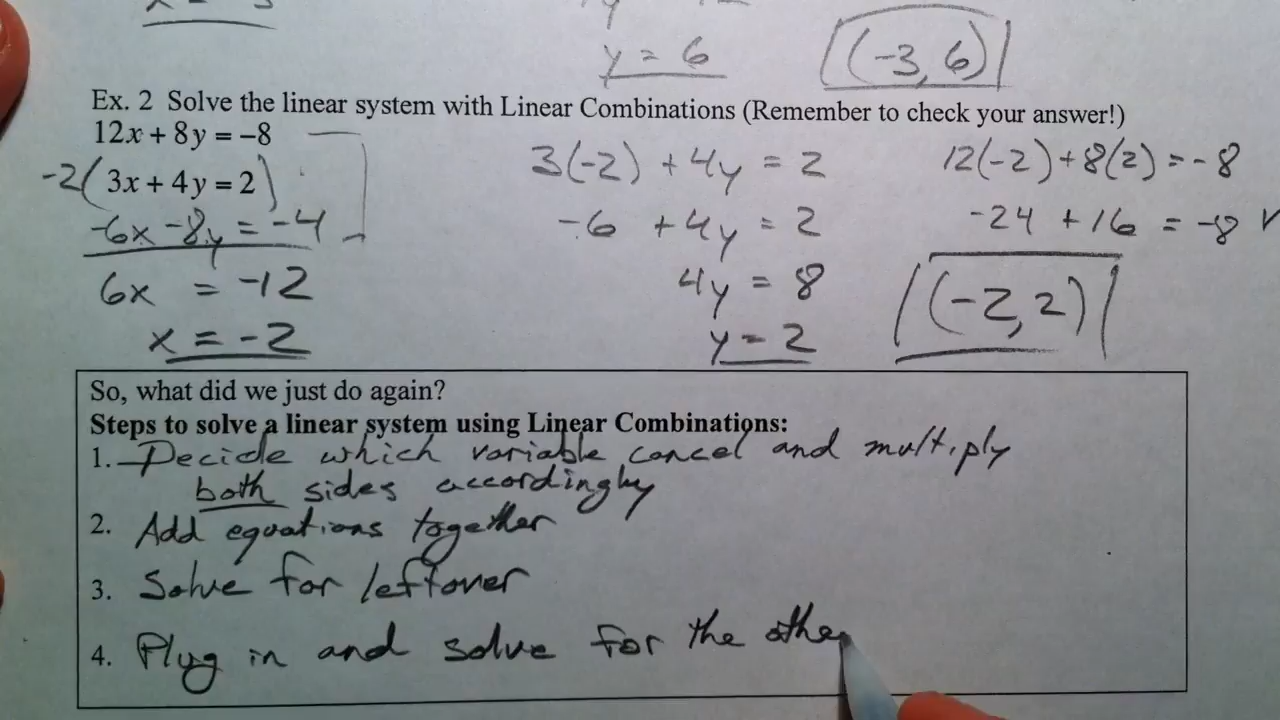 y = 6
(-3, 6)
Ex. 2 Solve the linear system with Linear Combinations (Remember to check your answer!)
12x + 8y = -8
-2(3x + 4y = 2)
-6x -8y = -4
6x = -12
x = -2
3(-2) + 4y = 2
-6 + 4y = 2
4y = 8
y = 2
12(-2) + 8(2) = -8
-24 + 16 = -8 ✓
(-2, 2)
So, what did we just do again?
Steps to solve a linear system using Linear Combinations:
1. Decide which variable cancel and multiply
both sides accordingly
2. Add equations together
3. Solve for leftover
4. Plug in and solve for the other